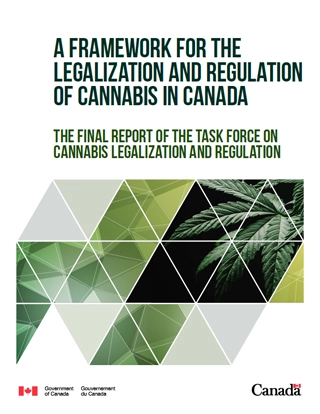 A FRAMEWORK FOR THE
LEGALIZATION AND REGULATION
OF CANNABIS IN CANADA
THE FINAL REPORT OF THE TASK FORCE ON
CANNABIS LEGALIZATION AND REGULATION
Government
of Canada
Gouvernement
du Canada
Canada